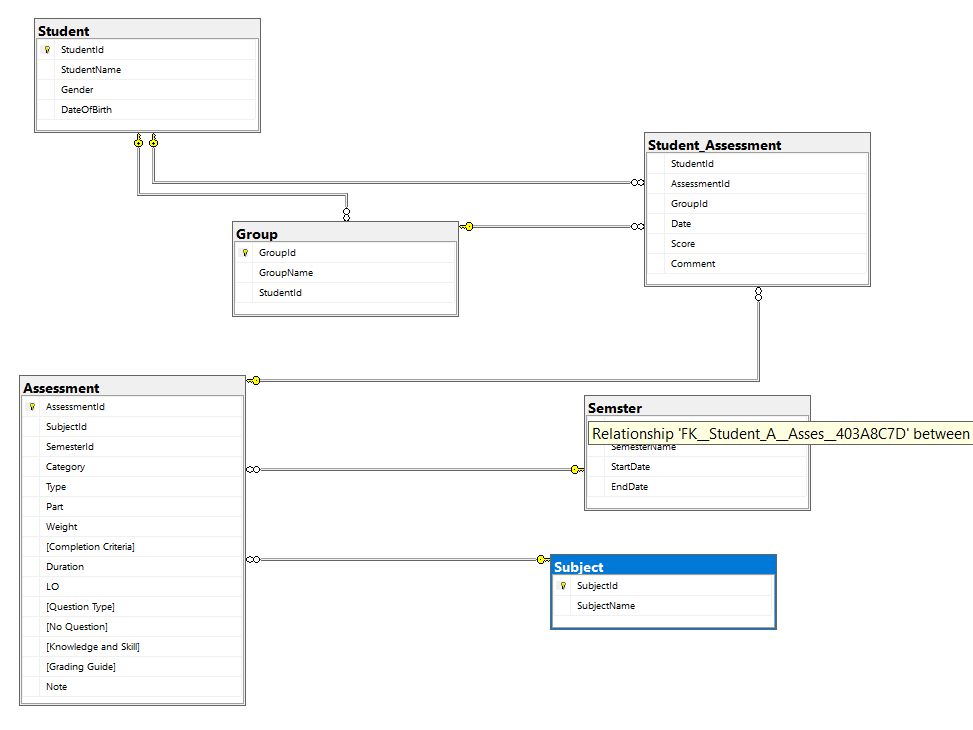 Student
StudentId
StudentName
Gender
DateOfBirth
Student_Assessment
StudentId
AssessmentId
GroupId
Date
Score
Comment
Group
GroupId
GroupName
StudentId
Assessment
AssessmentId
SubjectId
SemesterId
Category
Type
Part
Weight
[Completion Criteria]
Duration
LO
[Question Type]
[No Question]
[Knowledge and Skill]
[Grading Guide]
Note
Semster
Relationship 'FK__Student_A__Asses__403A8C7D' between
SemesterName
StartDate
EndDate
Subject
SubjectId
SubjectName